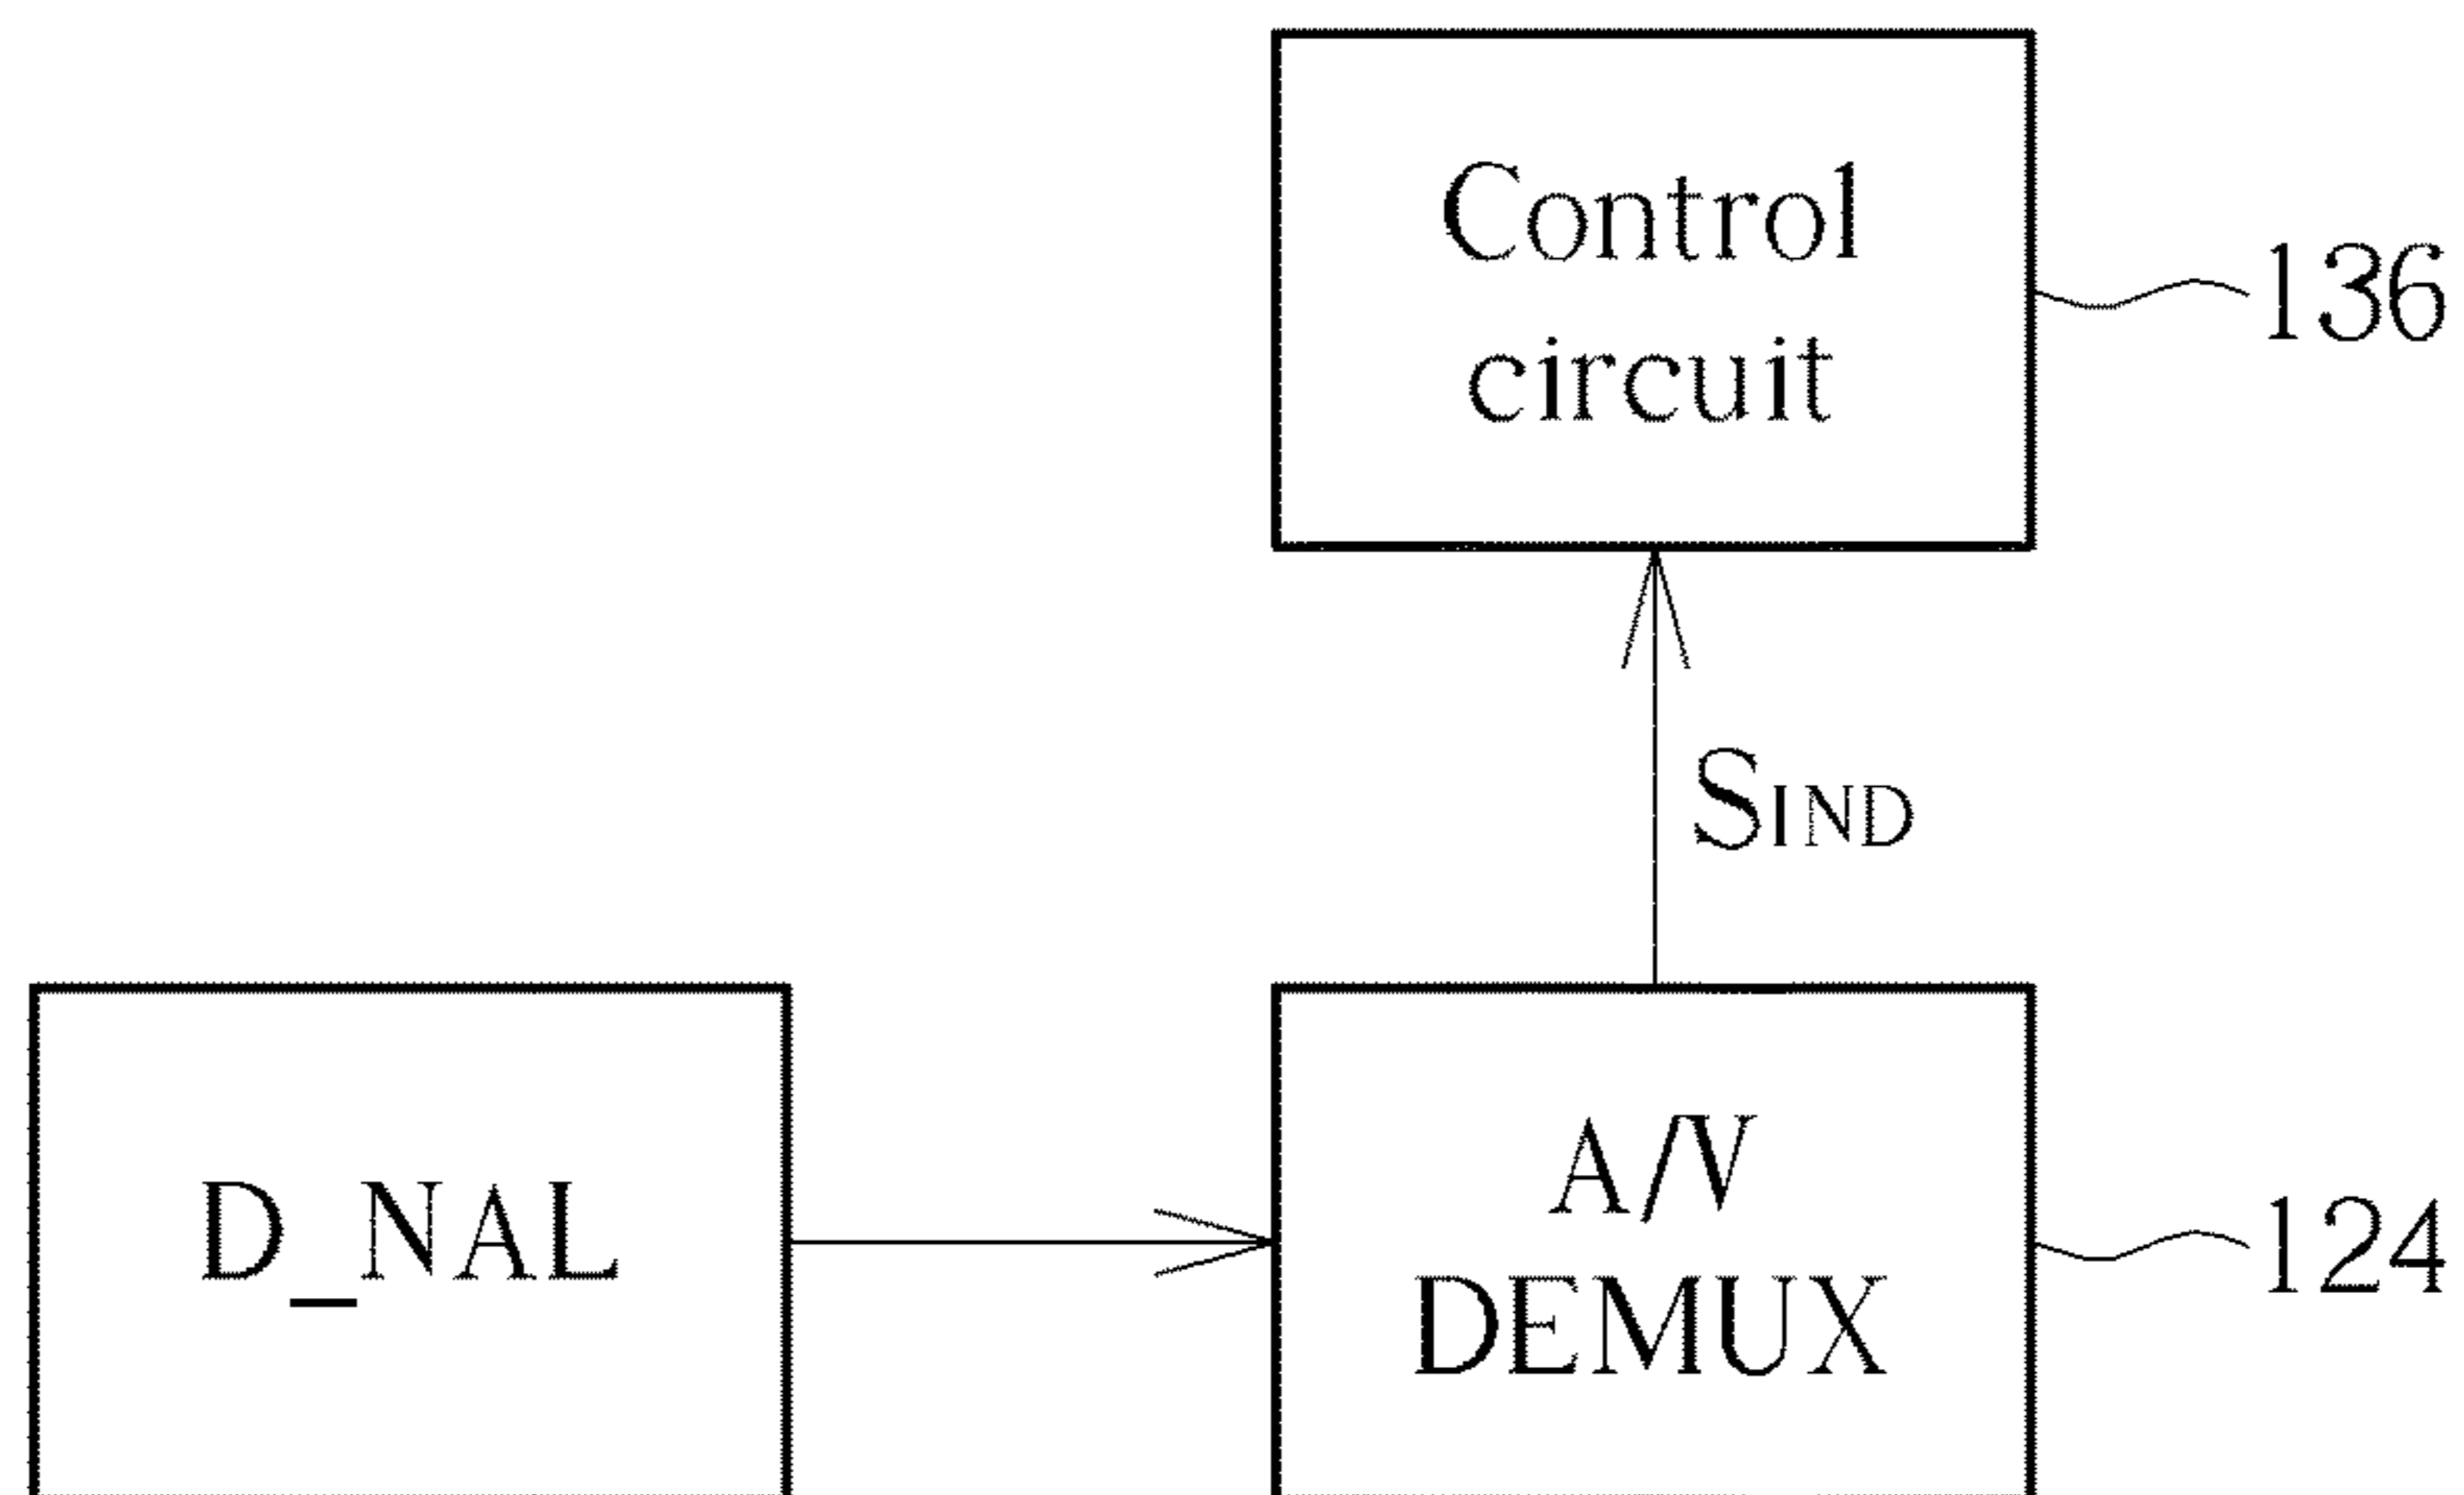 Control
circuit
136
SIND
D_NAL
A/V
DEMUX
124